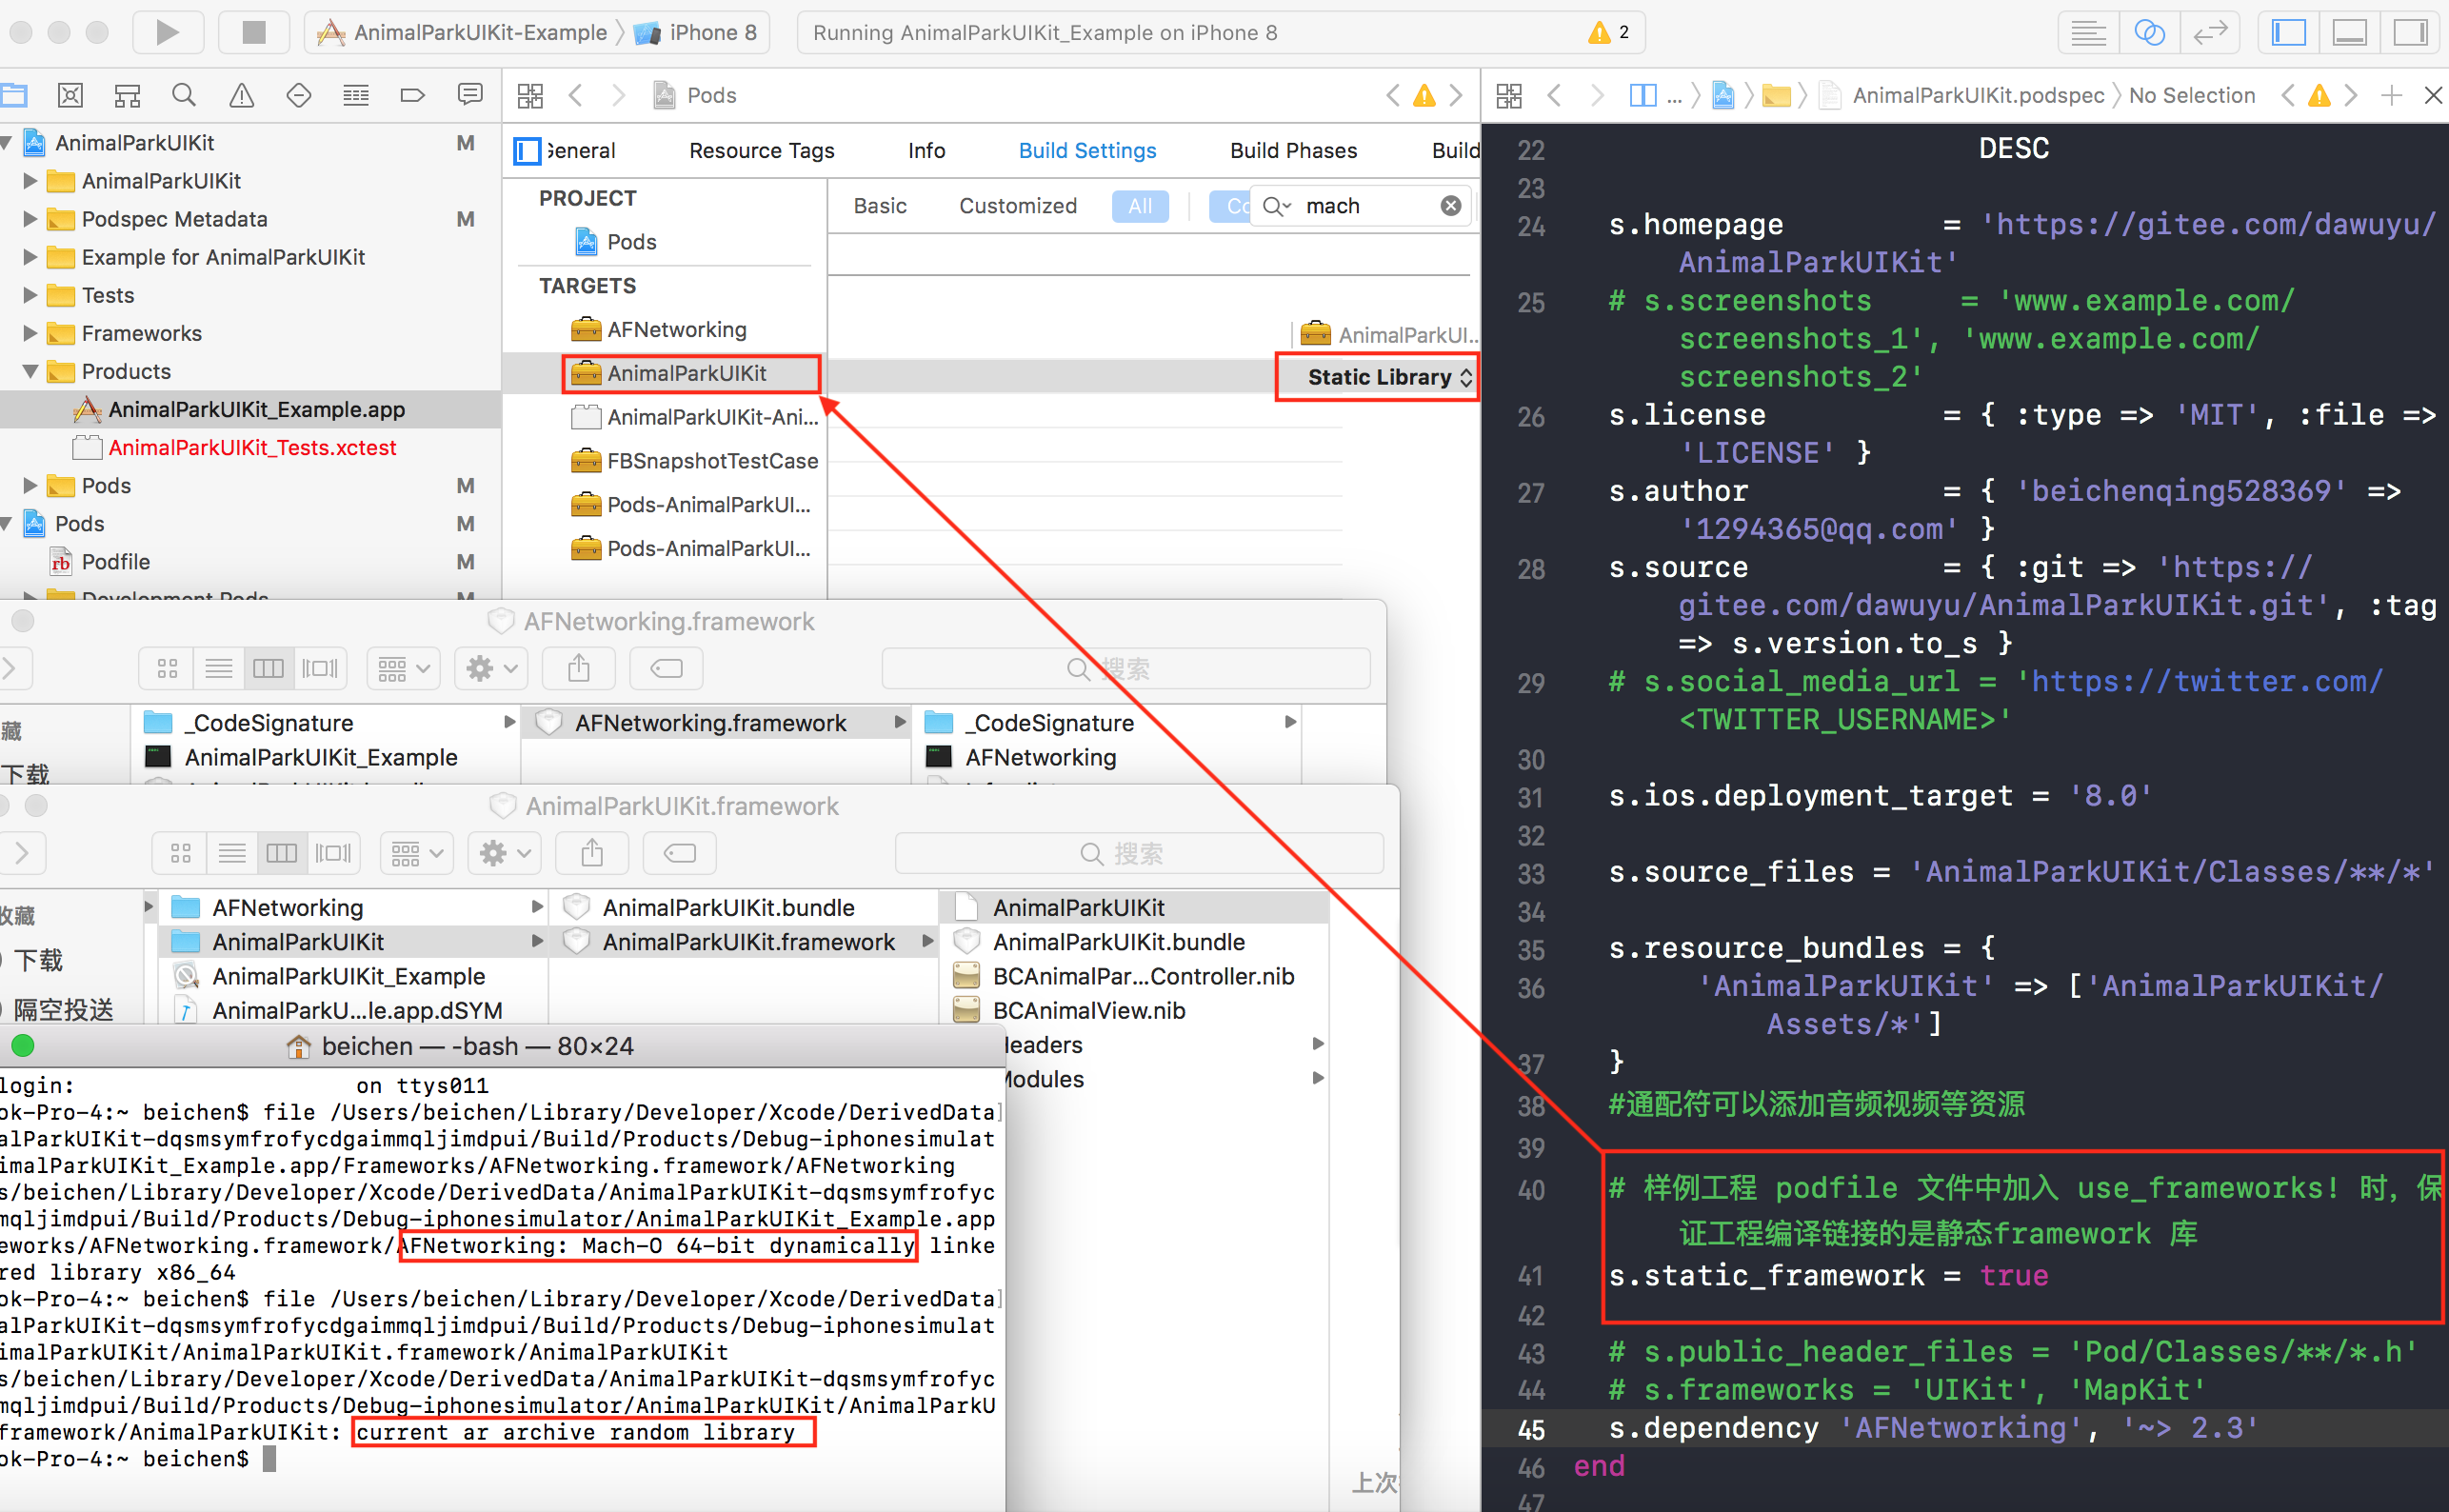 AnimalParkUIKit-Example
iPhone 8
Running AnimalParkUIKit_Example on iPhone 8
2
Pods
... AnimalParkUIKit.podspec No Selection
AnimalParkUIKit M
AnimalParkUIKit
Podspec Metadata M
Example for AnimalParkUIKit
Tests
Frameworks
Products
AnimalParkUIKit_Example.app
AnimalParkUIKit_Tests.xctest
Pods M
Pods M
Podfile M
Development Pods M
General Resource Tags Info Build Settings Build Phases Build
PROJECT
Pods
TARGETS
AFNetworking
AnimalParkUIKit
AnimalParkUIKit-Ani...
FBSnapshotTestCase
Pods-AnimalParkUI...
Pods-AnimalParkUI...
Basic Customized All Co mach
AnimalParkUI...
Static Library
AFNetworking.framework
搜索
藏
下载
_CodeSignature
AnimalParkUIKit_Example
AFNetworking.framework
_CodeSignature
AFNetworking
AnimalParkUIKit.framework
搜索
收藏
下载
隔空投送
AFNetworking
AnimalParkUIKit
AnimalParkUIKit_Example
AnimalParkU...le.app.dSYM
AnimalParkUIKit.bundle
AnimalParkUIKit.framework
AnimalParkUIKit
AnimalParkUIKit.bundle
BCAnimalPar...Controller.nib
BCAnimalView.nib
Headers
Modules
上次
beichen — -bash — 80×24
login: on ttys011
ok-Pro-4:~ beichen$ file /Users/beichen/Library/Developer/Xcode/DerivedData]
alParkUIKit-dqsmsymfrofycdgaimmqljimdpui/Build/Products/Debug-iphonesimulat
imalParkUIKit_Example.app/Frameworks/AFNetworking.framework/AFNetworking
s/beichen/Library/Developer/Xcode/DerivedData/AnimalParkUIKit-dqsmsymfrofyc
mqljimdpui/Build/Products/Debug-iphonesimulator/AnimalParkUIKit_Example.app
eworks/AFNetworking.framework/AFNetworking: Mach-O 64-bit dynamically linke
red library x86_64
ok-Pro-4:~ beichen$ file /Users/beichen/Library/Developer/Xcode/DerivedData]
alParkUIKit-dqsmsymfrofycdgaimmqljimdpui/Build/Products/Debug-iphonesimulat
imalParkUIKit/AnimalParkUIKit.framework/AnimalParkUIKit
s/beichen/Library/Developer/Xcode/DerivedData/AnimalParkUIKit-dqsmsymfrofyc
mqljimdpui/Build/Products/Debug-iphonesimulator/AnimalParkUIKit/AnimalParkU
framework/AnimalParkUIKit: current ar archive random library
ok-Pro-4:~ beichen$
22 DESC
23
24 s.homepage = 'https://gitee.com/dawuyu/
AnimalParkUIKit'
25 # s.screenshots = 'www.example.com/
screenshots_1', 'www.example.com/
screenshots_2'
26 s.license = { :type => 'MIT', :file =>
'LICENSE' }
27 s.author = { 'beichenqing528369' =>
'1294365@qq.com' }
28 s.source = { :git => 'https://
gitee.com/dawuyu/AnimalParkUIKit.git', :tag
=> s.version.to_s }
29 # s.social_media_url = 'https://twitter.com/
<TWITTER_USERNAME>'
30
31 s.ios.deployment_target = '8.0'
32
33 s.source_files = 'AnimalParkUIKit/Classes/**/*'
34
35 s.resource_bundles = {
36 'AnimalParkUIKit' => ['AnimalParkUIKit/
Assets/*']
37 }
38 #通配符可以添加音频视频等资源
39
40 # 样例工程 podfile 文件中加入 use_frameworks! 时，保
证工程编译链接的是静态framework 库
41 s.static_framework = true
42
43 # s.public_header_files = 'Pod/Classes/**/*.h'
44 # s.frameworks = 'UIKit', 'MapKit'
45 s.dependency 'AFNetworking', '~> 2.3'
46 end
47